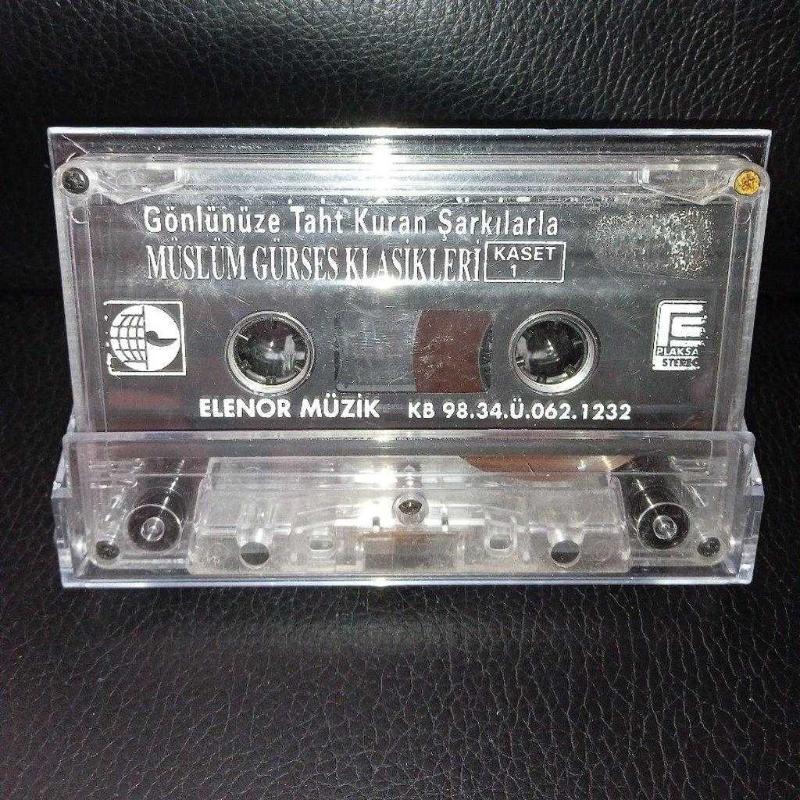 Gönlünüze Taht Kuran Şarkılarla
MÜSLÜM GÜRSES KLASİKLERİ
KASET
1
PLAKSAN
STEREO
ELENOR MÜZİK KB 98.34.Ü.062.1232